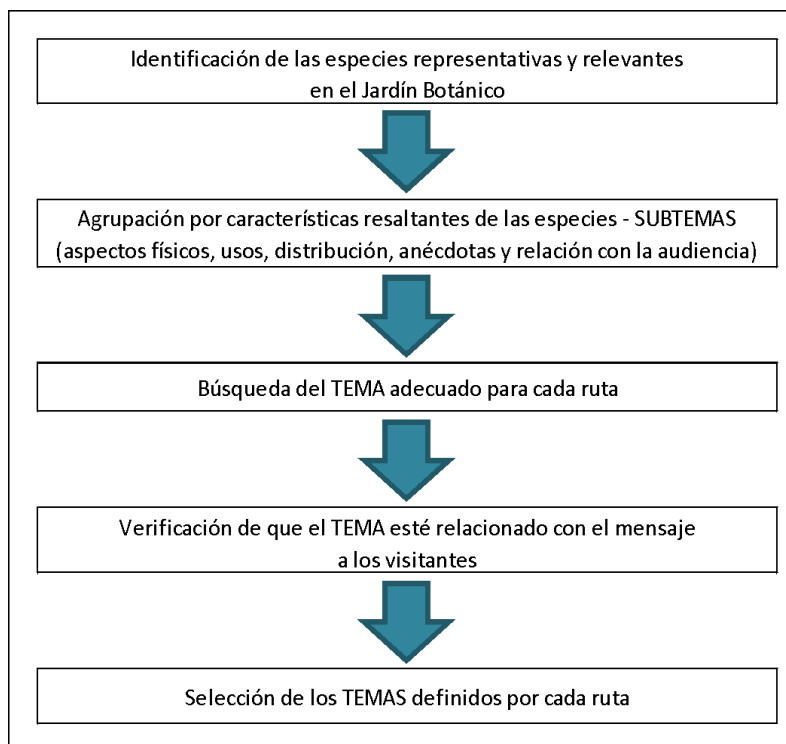 Identificación de las especies representativas y relevantes
en el Jardín Botánico
Agrupación por características resaltantes de las especies - SUBTEMAS
(aspectos físicos, usos, distribución, anécdotas y relación con la audiencia)
Búsqueda del TEMA adecuado para cada ruta
Verificación de que el TEMA esté relacionado con el mensaje
a los visitantes
Selección de los TEMAS definidos por cada ruta